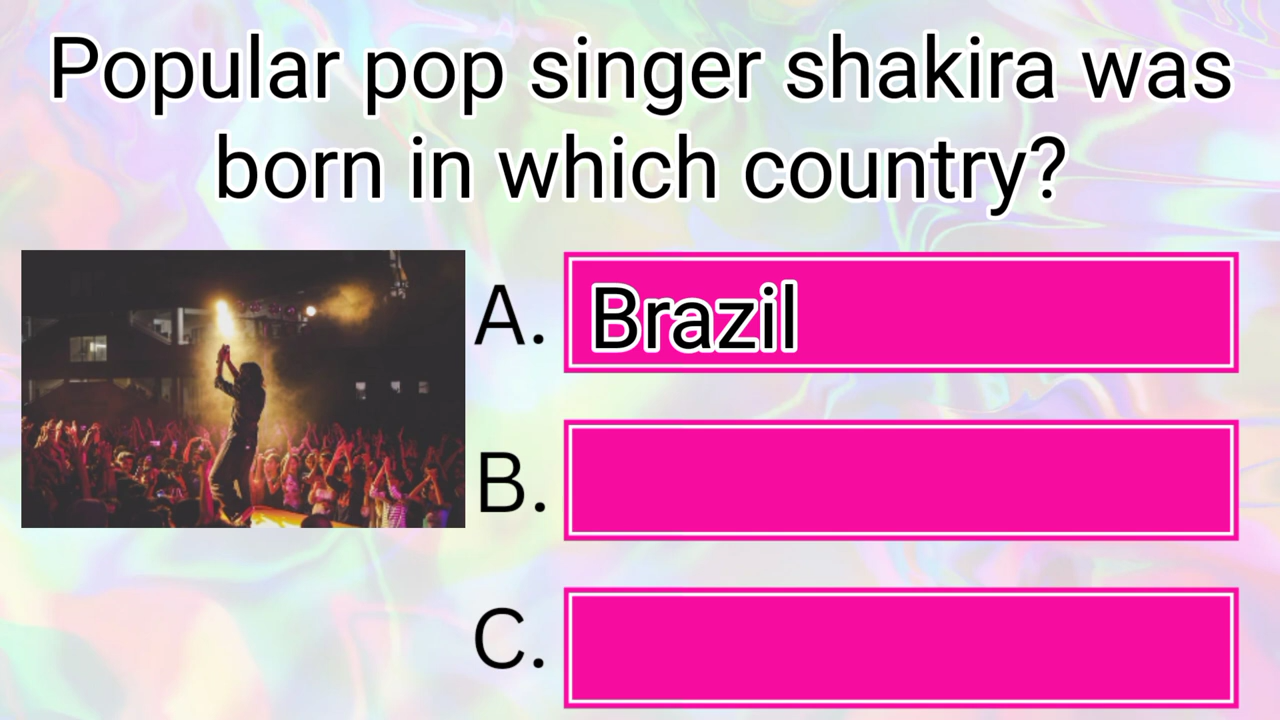 Popular pop singer shakira was
born in which country?
A. Brazil
B.
C.